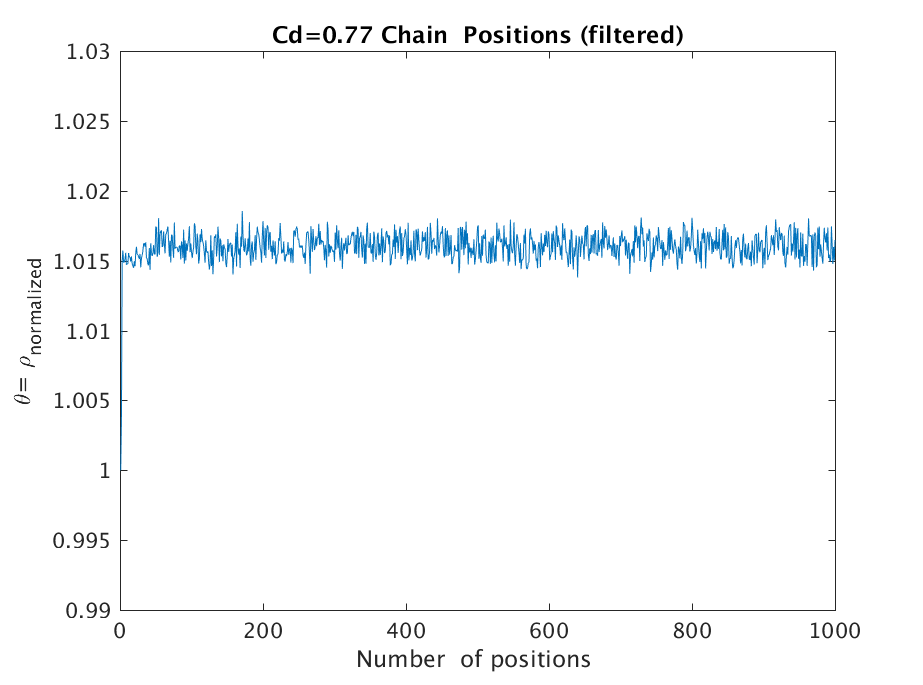 Cd=0.77 Chain  Positions (filtered)
1.03
1.025
1.02
1.015
1.01
1.005
1
0.995
0.99
θ= ρnormalized
0 200 400 600 800 1000
Number  of positions